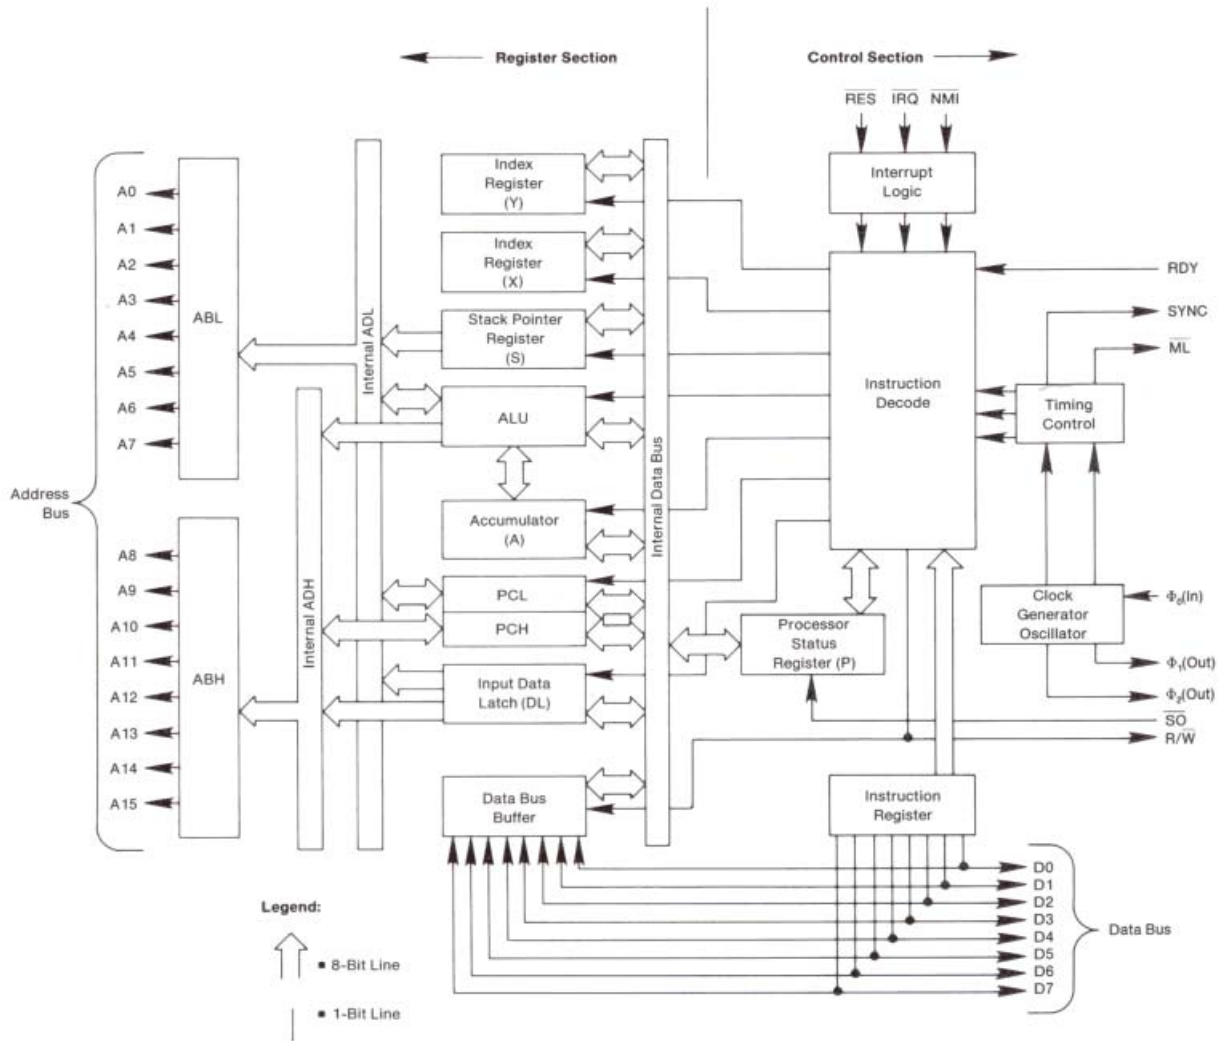 Register Section
Control Section
RES
IRQ
NMI
Index
Register
(Y)
Interrupt
Logic
A0
A1
A2
A3
A4
A5
A6
A7
ABL
Index
Register
(X)
RDY
SYNC
ML
Stack Pointer
Register
(S)
Internal ADL
Instruction
Decode
Timing
Control
ALU
Internal Data Bus
Address
Bus
Accumulator
(A)
A8
A9
A10
A11
A12
A13
A14
A15
ABH
Internal ADH
PCL
PCH
Clock
Generator
Oscillator
Φ₀(In)
Φ₁(Out)
Φ₂(Out)
SO
R/W
Processor
Status
Register (P)
Input Data
Latch (DL)
Data Bus
Buffer
Instruction
Register
D0
D1
D2
D3
D4
D5
D6
D7
Data Bus
Legend:
• 8-Bit Line
• 1-Bit Line